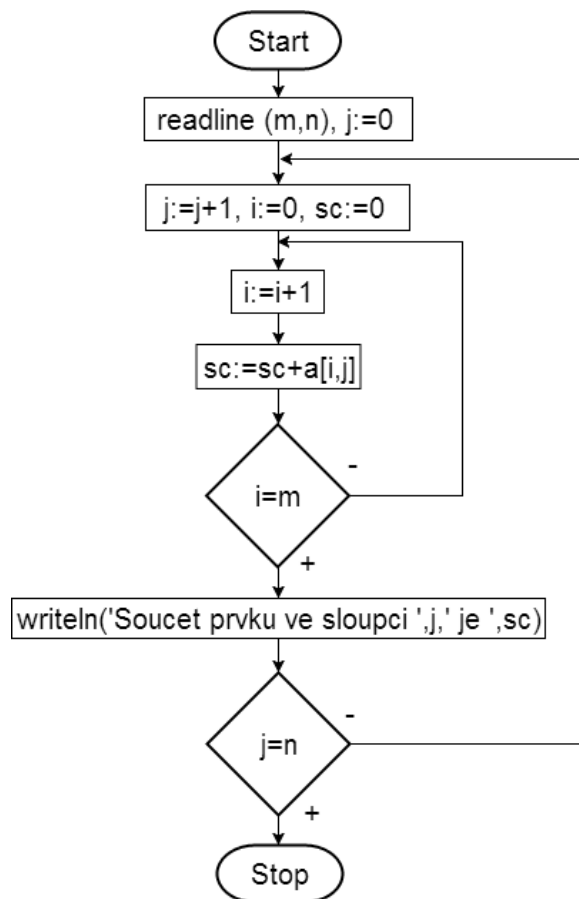 Start
readline (m,n), j:=0
j:=j+1, i:=0, sc:=0
i:=i+1
sc:=sc+a[i,j]
-
i=m
+
writeln('Soucet prvku ve sloupci ',j,' je ',sc)
-
j=n
+
Stop